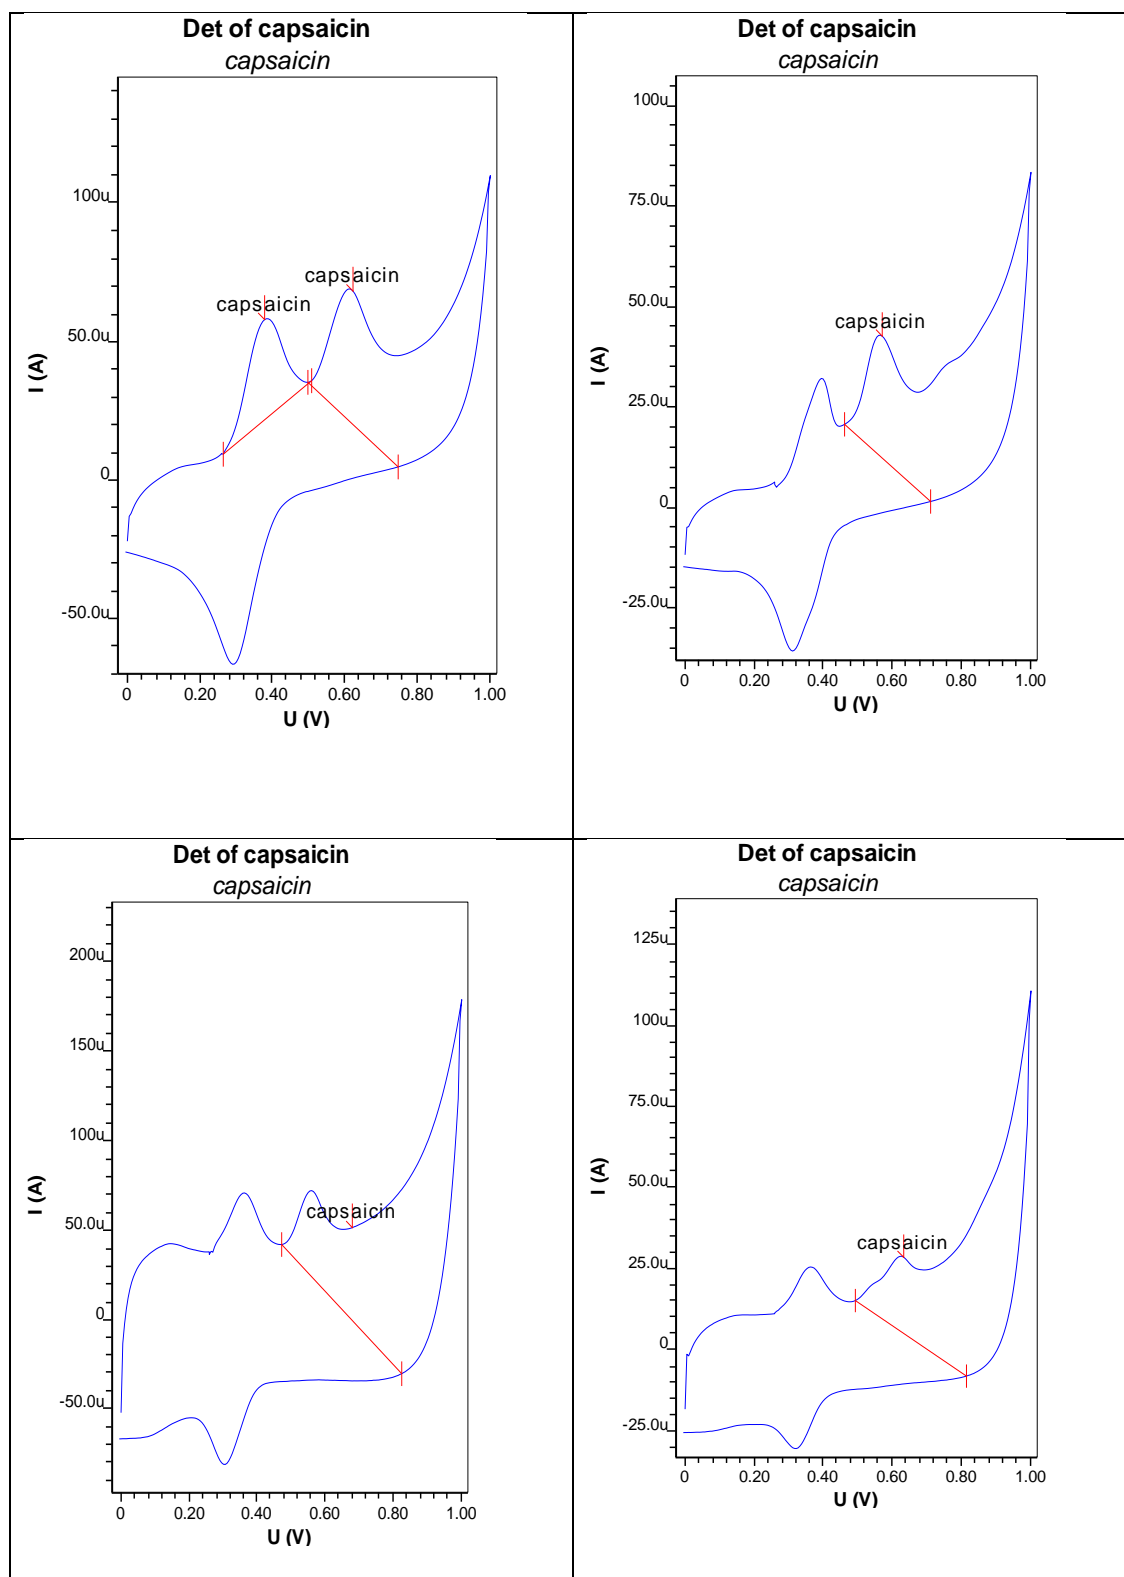 Det of capsaicin
capsaicin
100u
50.0u
0
-50.0u
I (A)
capsaicin
capsaicin
0 0.20 0.40 0.60 0.80 1.00
U (V)
Det of capsaicin
capsaicin
100u
75.0u
50.0u
25.0u
0
-25.0u
I (A)
capsaicin
0 0.20 0.40 0.60 0.80 1.00
U (V)
Det of capsaicin
capsaicin
200u
150u
100u
50.0u
0
-50.0u
I (A)
capsaicin
0 0.20 0.40 0.60 0.80 1.00
U (V)
Det of capsaicin
capsaicin
125u
100u
75.0u
50.0u
25.0u
0
-25.0u
I (A)
capsaicin
0 0.20 0.40 0.60 0.80 1.00
U (V)